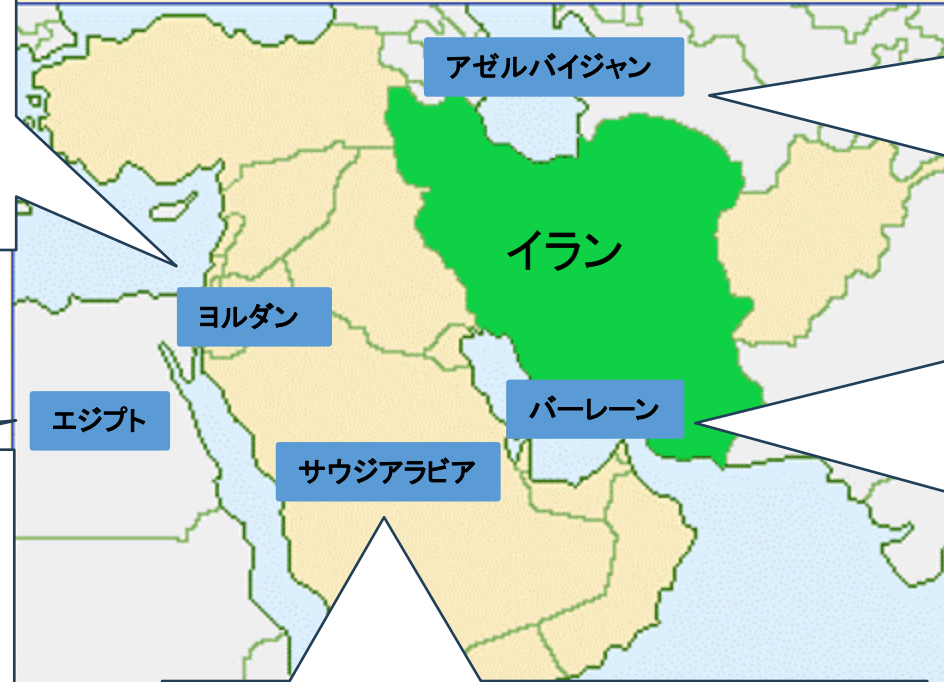 アゼルバイジャン
イラン
ヨルダン
バーレーン
エジプト
サウジアラビア